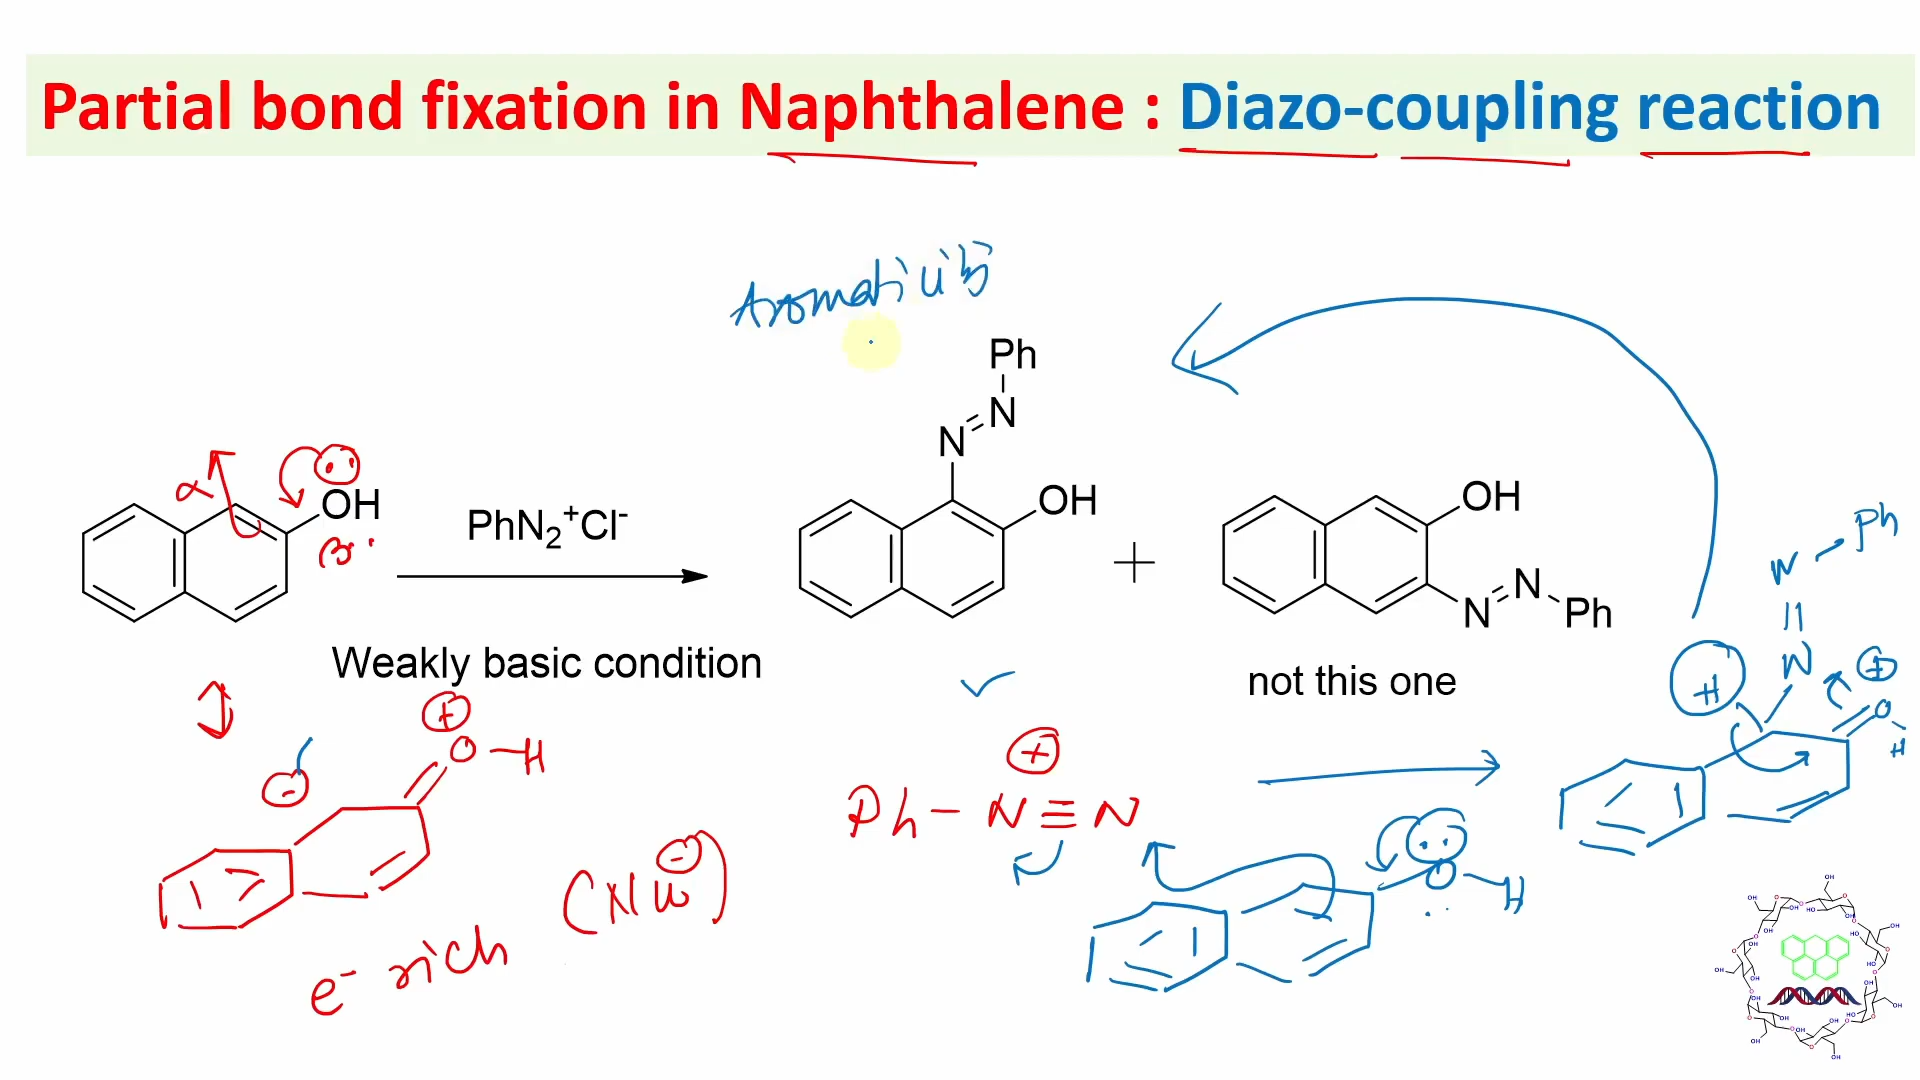 Partial bond fixation in Naphthalene : Diazo-coupling reaction
Aromaticity
Ph
N=N
α
OH
β
PhN₂⁺Cl⁻
Weakly basic condition
OH
+
OH
N=N
Ph
not this one
⊕
O-H
⊖
e⁻ rich
(Nu⊖)
⊕
Ph-N≡N
O-H
N-Ph
N
H
⊕
O
H